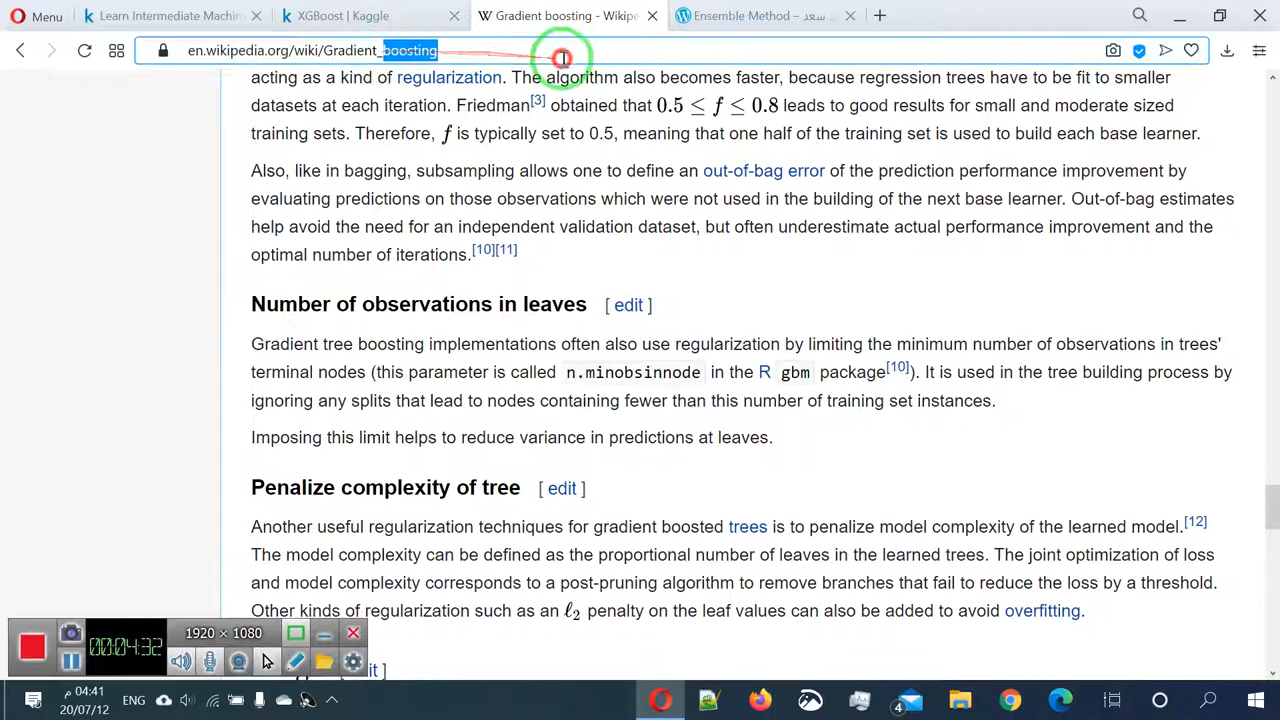 Menu
Learn Intermediate Machin
XGBoost | Kaggle
Gradient boosting - Wikipe
Ensemble Method – سعد
en.wikipedia.org/wiki/Gradient_boosting
acting as a kind of regularization. The algorithm also becomes faster, because regression trees have to be fit to smaller
datasets at each iteration. Friedman[3] obtained that 0.5 ≤ f ≤ 0.8 leads to good results for small and moderate sized
training sets. Therefore, f is typically set to 0.5, meaning that one half of the training set is used to build each base learner.
Also, like in bagging, subsampling allows one to define an out-of-bag error of the prediction performance improvement by
evaluating predictions on those observations which were not used in the building of the next base learner. Out-of-bag estimates
help avoid the need for an independent validation dataset, but often underestimate actual performance improvement and the
optimal number of iterations.[10][11]
Number of observations in leaves [ edit ]
Gradient tree boosting implementations often also use regularization by limiting the minimum number of observations in trees'
terminal nodes (this parameter is called n.minobsinnode in the R gbm package[10]). It is used in the tree building process by
ignoring any splits that lead to nodes containing fewer than this number of training set instances.
Imposing this limit helps to reduce variance in predictions at leaves.
Penalize complexity of tree [ edit ]
Another useful regularization techniques for gradient boosted trees is to penalize model complexity of the learned model.[12]
The model complexity can be defined as the proportional number of leaves in the learned trees. The joint optimization of loss
and model complexity corresponds to a post-pruning algorithm to remove branches that fail to reduce the loss by a threshold.
Other kinds of regularization such as an ℓ2 penalty on the leaf values can also be added to avoid overfitting.
00:04:32
1920 × 1080
04:41 م
20/07/12
ENG
4